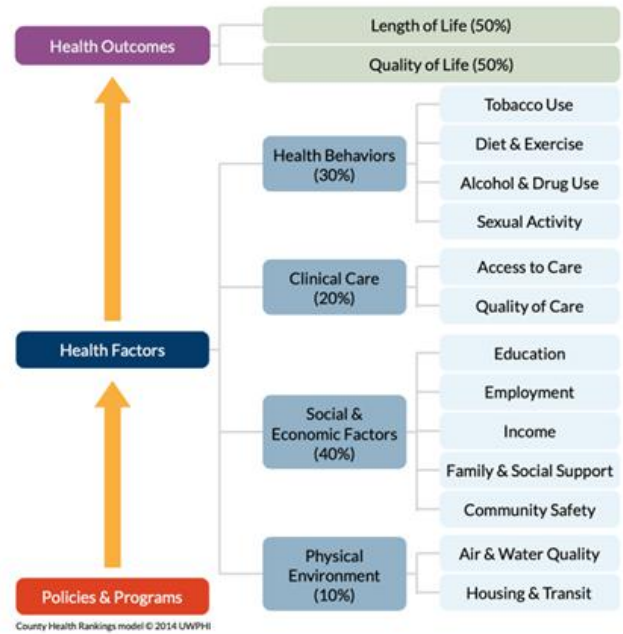 Health Outcomes
Length of Life (50%)
Quality of Life (50%)
Health Behaviors
(30%)
Tobacco Use
Diet & Exercise
Alcohol & Drug Use
Sexual Activity
Clinical Care
(20%)
Access to Care
Quality of Care
Health Factors
Social &
Economic Factors
(40%)
Education
Employment
Income
Family & Social Support
Community Safety
Physical
Environment
(10%)
Air & Water Quality
Housing & Transit
Policies & Programs
County Health Rankings model © 2014 UWPHI